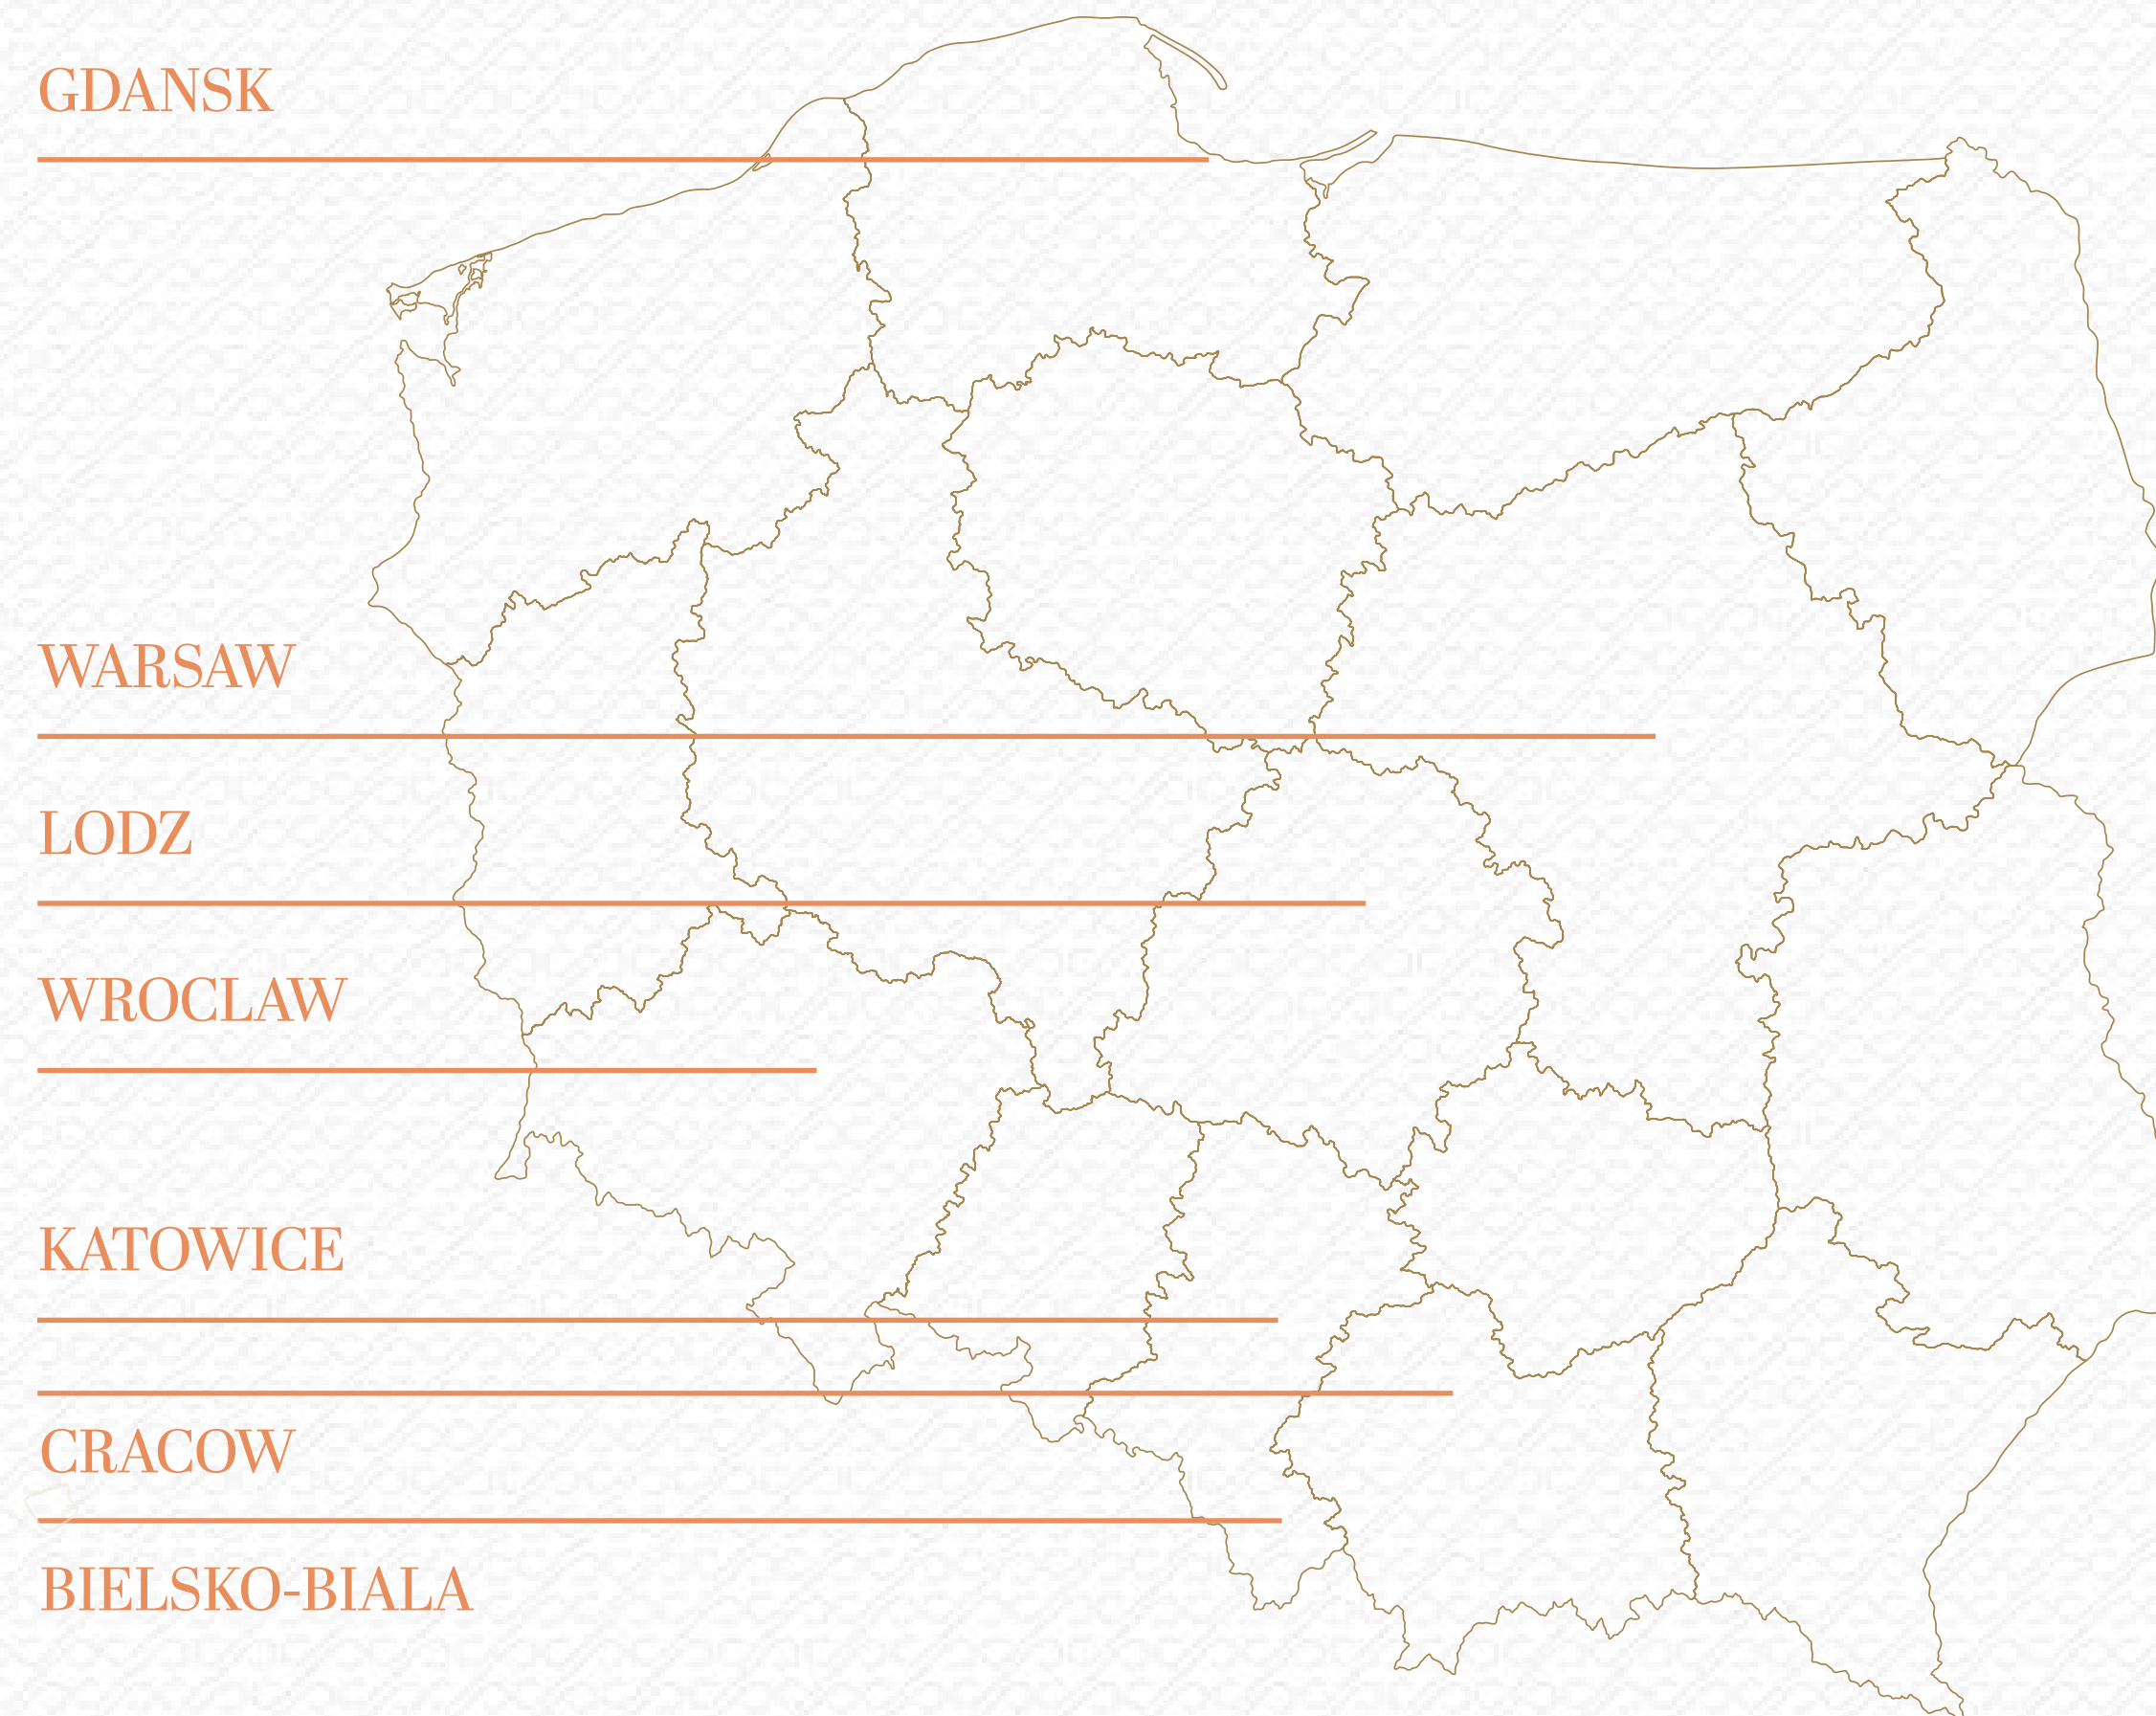 GDANSK
WARSAW
LODZ
WROCLAW
KATOWICE
CRACOW
BIELSKO-BIALA